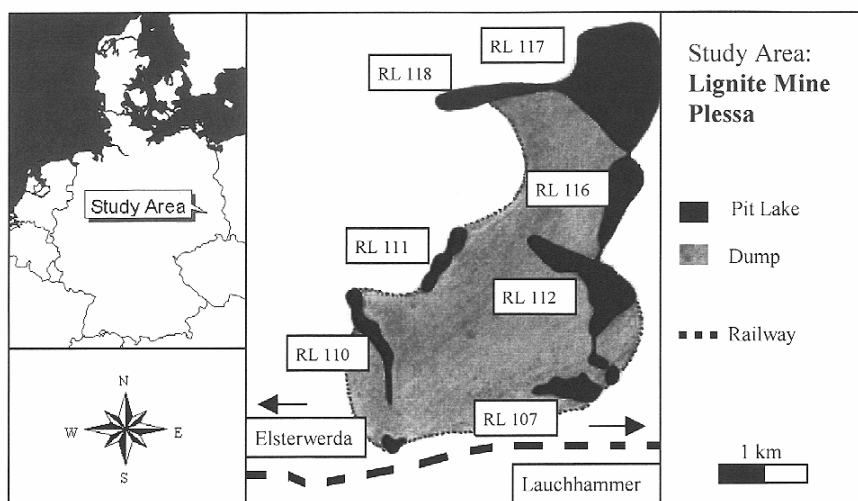 Study Area
N
W
E
S
RL 117
RL 118
RL 116
RL 111
RL 112
RL 110
RL 107
Elsterwerda
Lauchhammer
Study Area:
Lignite Mine
Plessa
Pit Lake
Dump
Railway
1 km